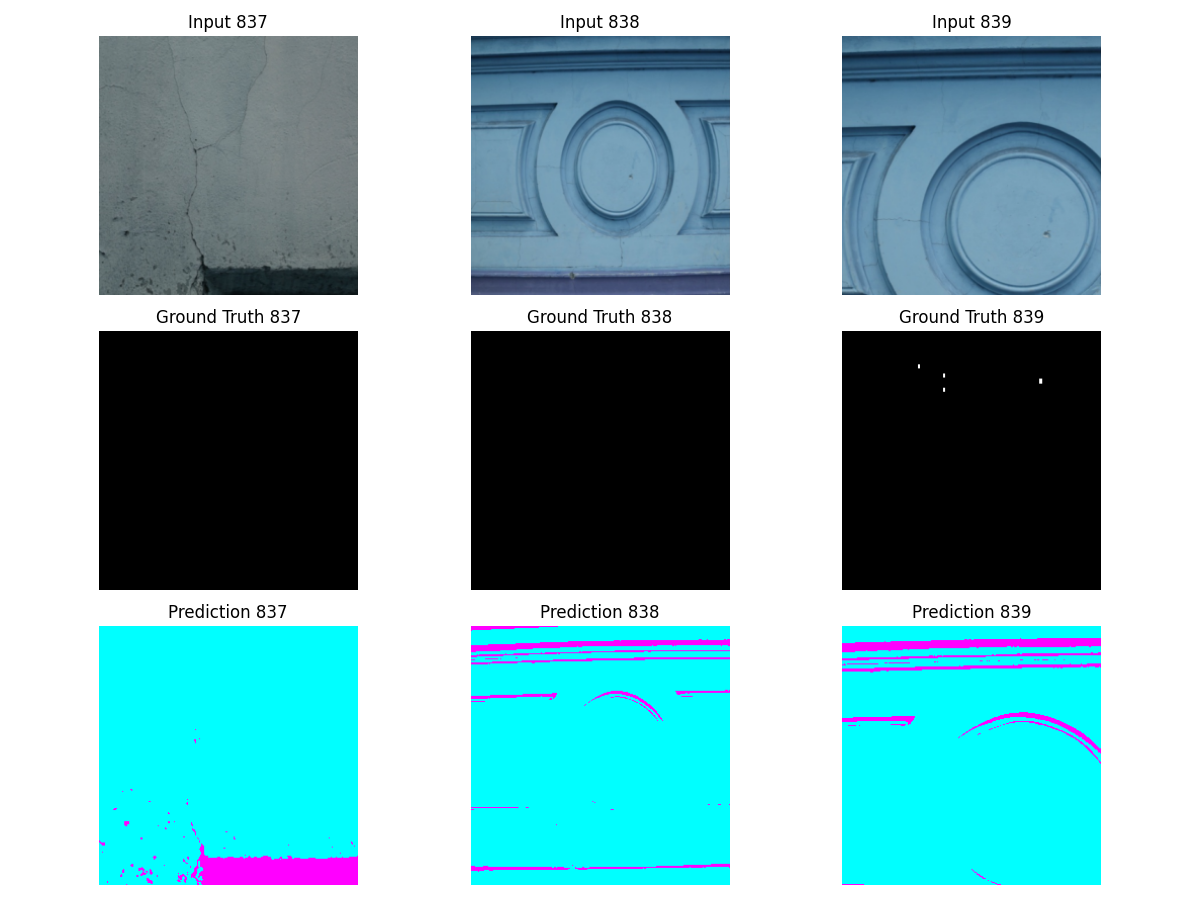 Input 837
Input 838
Input 839
Ground Truth 837
Ground Truth 838
Ground Truth 839
Prediction 837
Prediction 838
Prediction 839